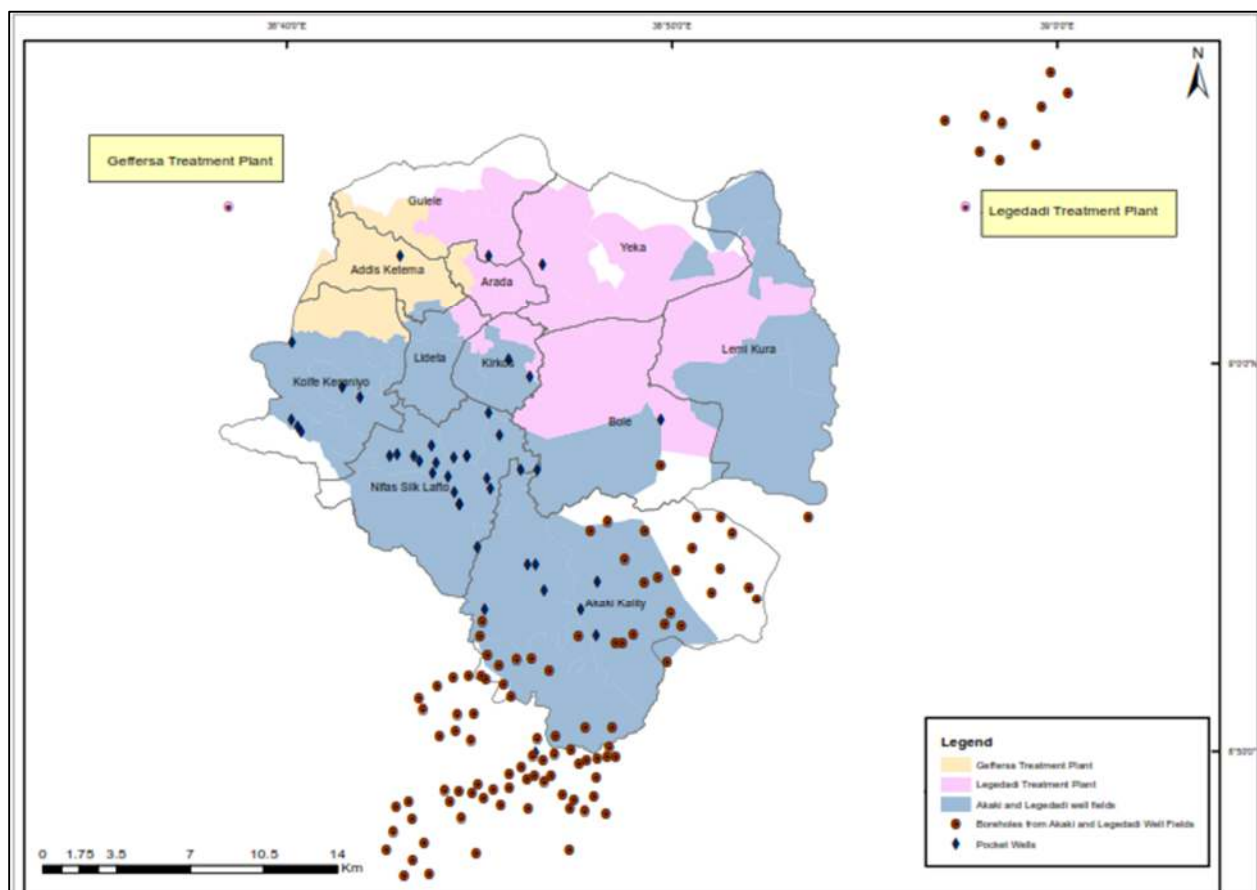 38°40'0"E 38°50'0"E 39°0'0"E
N
Geffersa Treatment Plant
Legedadi Treatment Plant
Gulele
Yeka
Addis Ketema
Arada
Lemi Kura
Lideta
Kirkos
Kolfe Keraniyo
Bole
Nifas Silk Lafto
Akaki Kality
9°0'0"N
8°50'0"N
Legend
Geffersa Treatment Plant
Legedadi Treatment Plant
Akaki and Legedadi well fields
Boreholes from Akaki and Legedadi Well Fields
Pocket Wells
0 1.75 3.5 7 10.5 14
Km